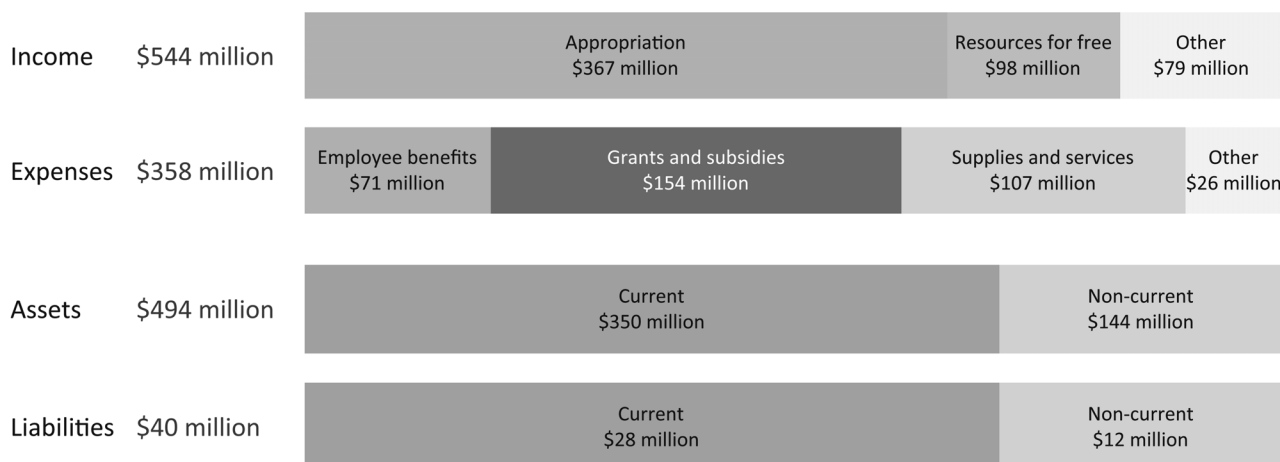 Income $544 million
Appropriation
$367 million
Resources for free
$98 million
Other
$79 million
Expenses $358 million
Employee benefits
$71 million
Grants and subsidies
$154 million
Supplies and services
$107 million
Other
$26 million
Assets $494 million
Current
$350 million
Non-current
$144 million
Liabilities $40 million
Current
$28 million
Non-current
$12 million